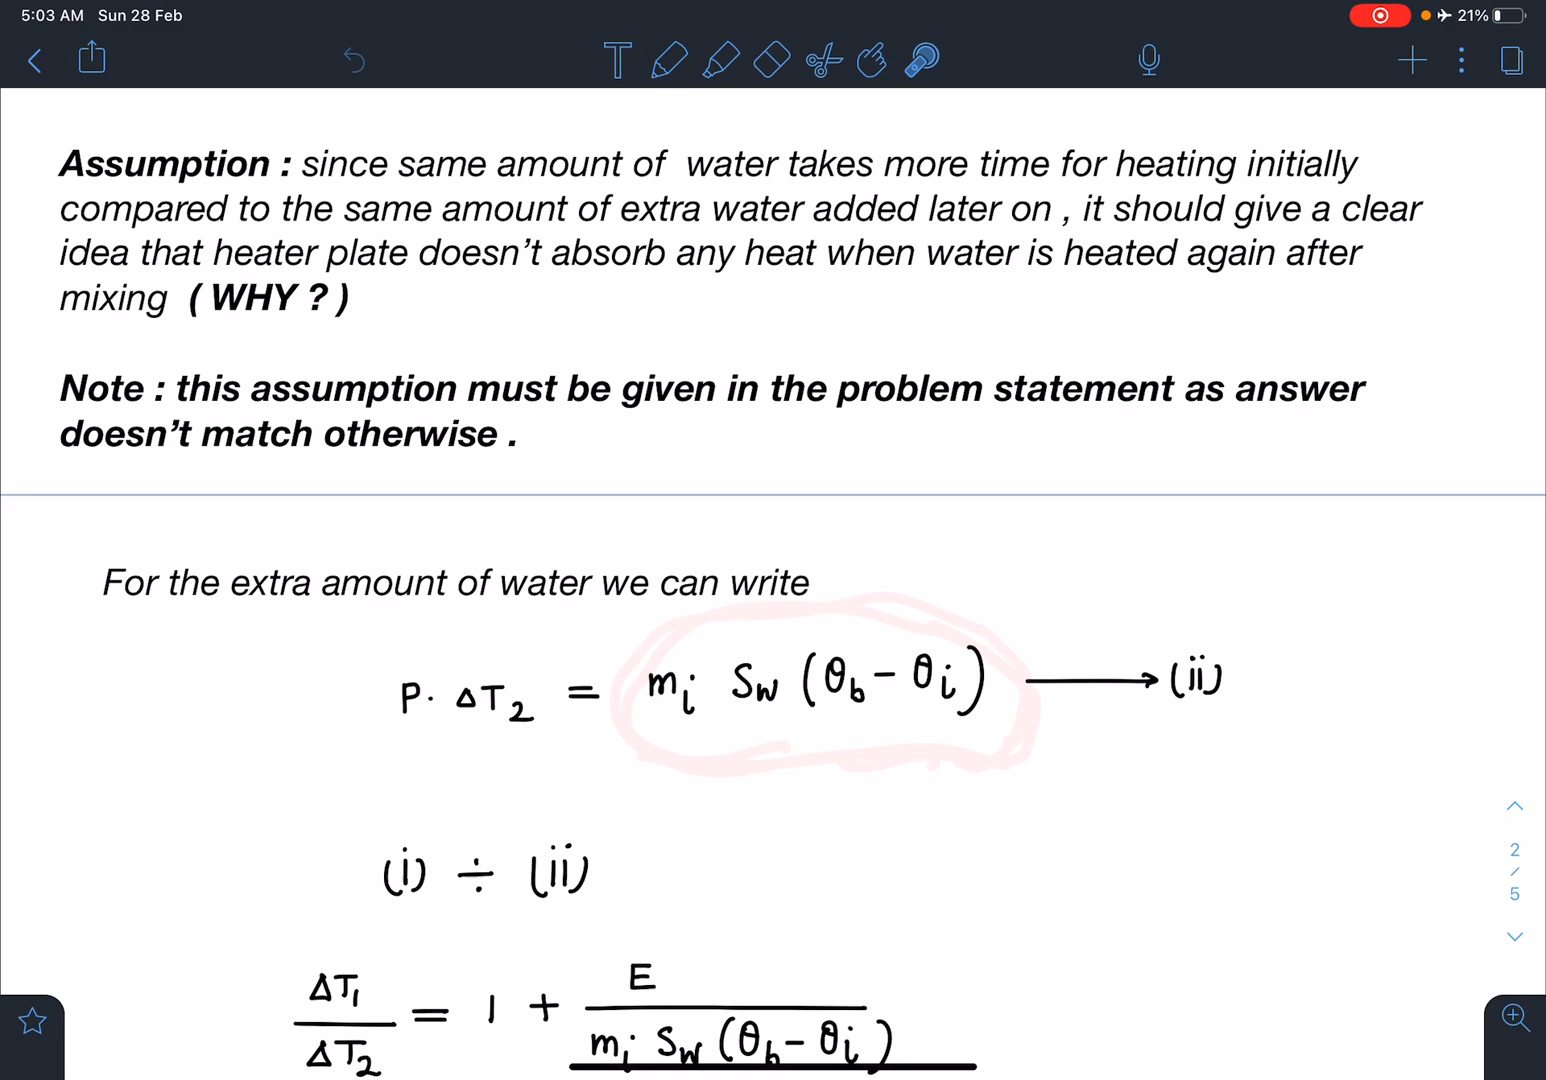 5:03 AM Sun 28 Feb 21%
Assumption : since same amount of water takes more time for heating initially
compared to the same amount of extra water added later on , it should give a clear
idea that heater plate doesn't absorb any heat when water is heated again after
mixing ( WHY ? )
Note : this assumption must be given in the problem statement as answer
doesn't match otherwise .
For the extra amount of water we can write
P. ΔT₂ = mᵢ S_w (θ_b − θᵢ) ⟶ (ii)
(i) ÷ (ii)
2
/
5
ΔT₁ / ΔT₂ = 1 + E / mᵢ S_w (θ_b − θᵢ)